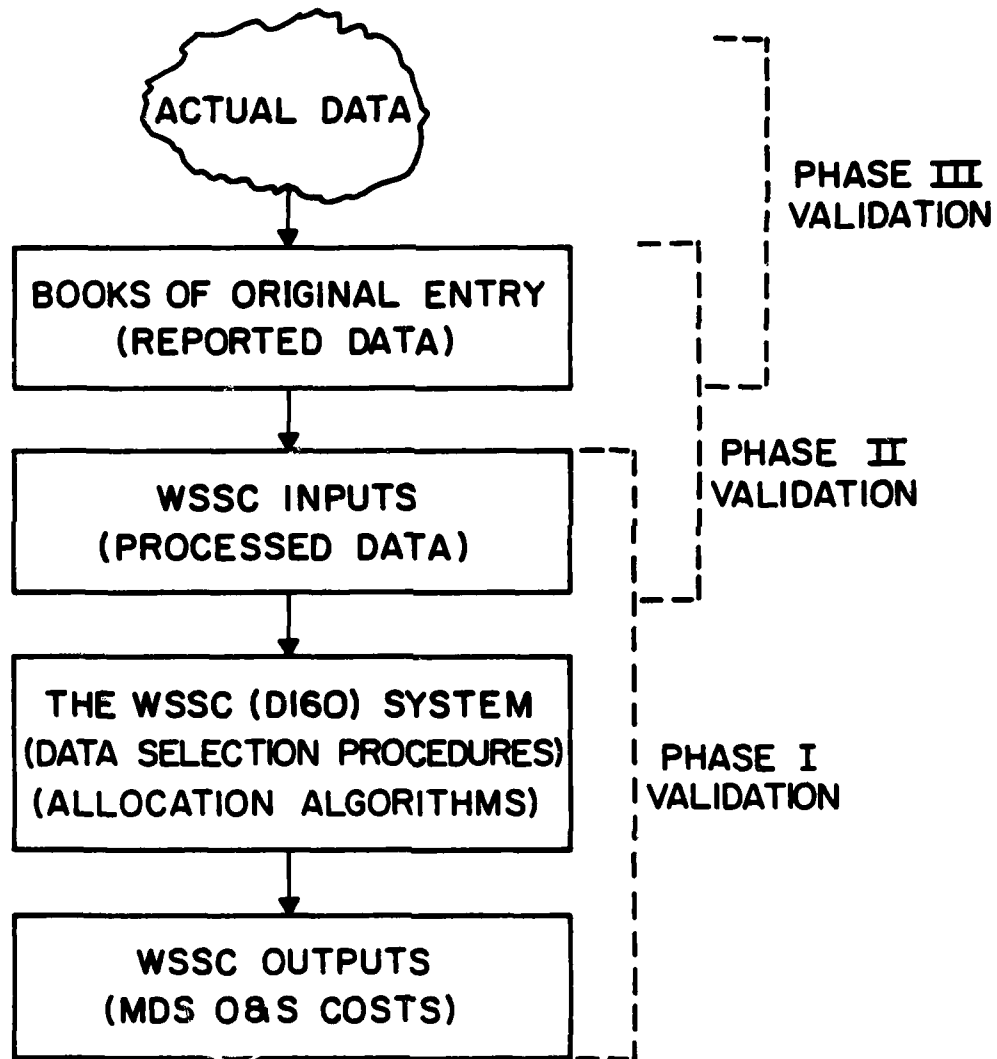 ACTUAL DATA
PHASE III
VALIDATION
BOOKS OF ORIGINAL ENTRY
(REPORTED DATA)
PHASE II
VALIDATION
WSSC INPUTS
(PROCESSED DATA)
THE WSSC (D160) SYSTEM
(DATA SELECTION PROCEDURES)
(ALLOCATION ALGORITHMS)
PHASE I
VALIDATION
WSSC OUTPUTS
(MDS O&S COSTS)